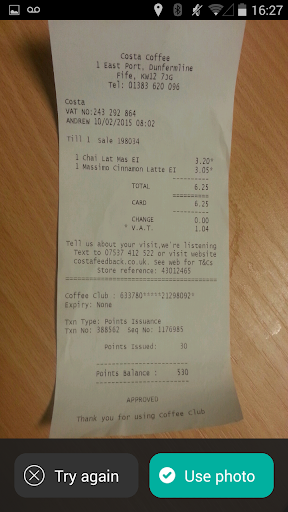 16:27
Costa Coffee
1 East Port, Dunfermline
Fife, KW12 7JG
Tel: 01383 620 096
Costa
VAT NO:243 292 864
ANDREW 10/02/2015 08:02
Till 1 Sale 198034
1 Chai Lat Mas EI 3.20*
1 Massimo Cinnamon Latte EI 3.05*
TOTAL 6.25
CARD 6.25
CHANGE 0.00
* V.A.T. 1.04
Tell us about your visit,we're listening
Text to 07537 412 522 or visit website
costafeedback.co.uk. See web for T&Cs
Store reference: 43012465
Coffee Club : 633780*****21298092*
Expiry: None
Txn Type: Points Issuance
Txn No: 388592 Seq No: 1176985
Points Issued: 30
Points Balance : 530
APPROVED
Thank you for using coffee club
Try again
Use photo